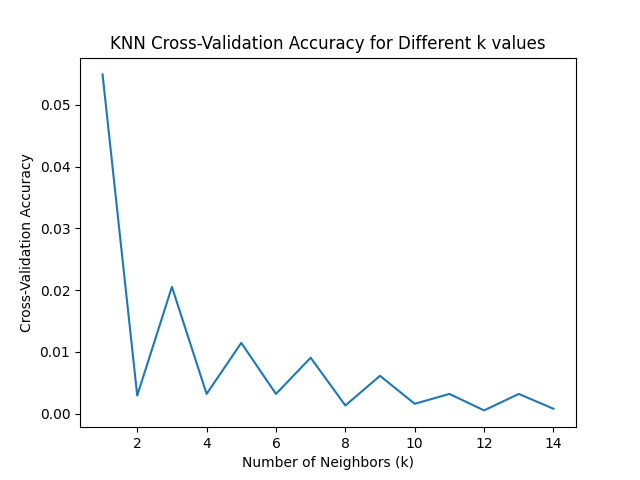 KNN Cross-Validation Accuracy for Different k values
0.05
0.04
0.03
0.02
0.01
0.00
Cross-Validation Accuracy
2 4 6 8 10 12 14
Number of Neighbors (k)